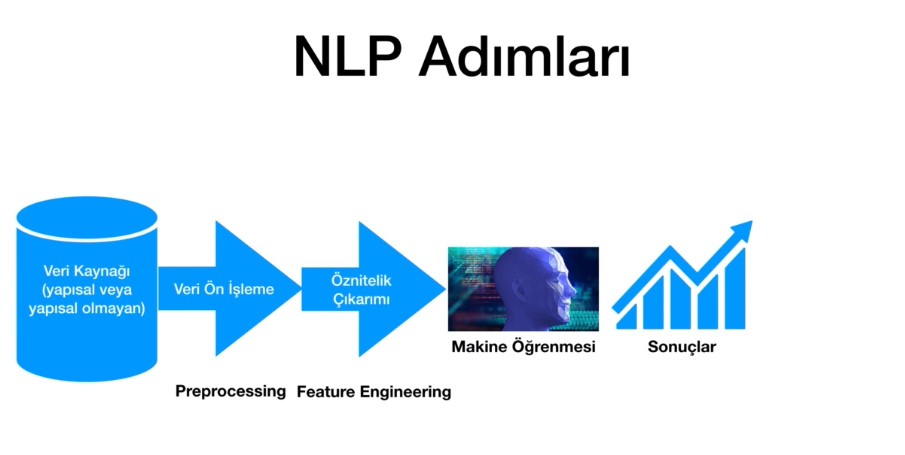 NLP Adımları
Veri Kaynağı
(yapısal veya
yapısal olmayan)
Veri Ön İşleme
Öznitelik
Çıkarımı
Makine Öğrenmesi
Sonuçlar
Preprocessing
Feature Engineering